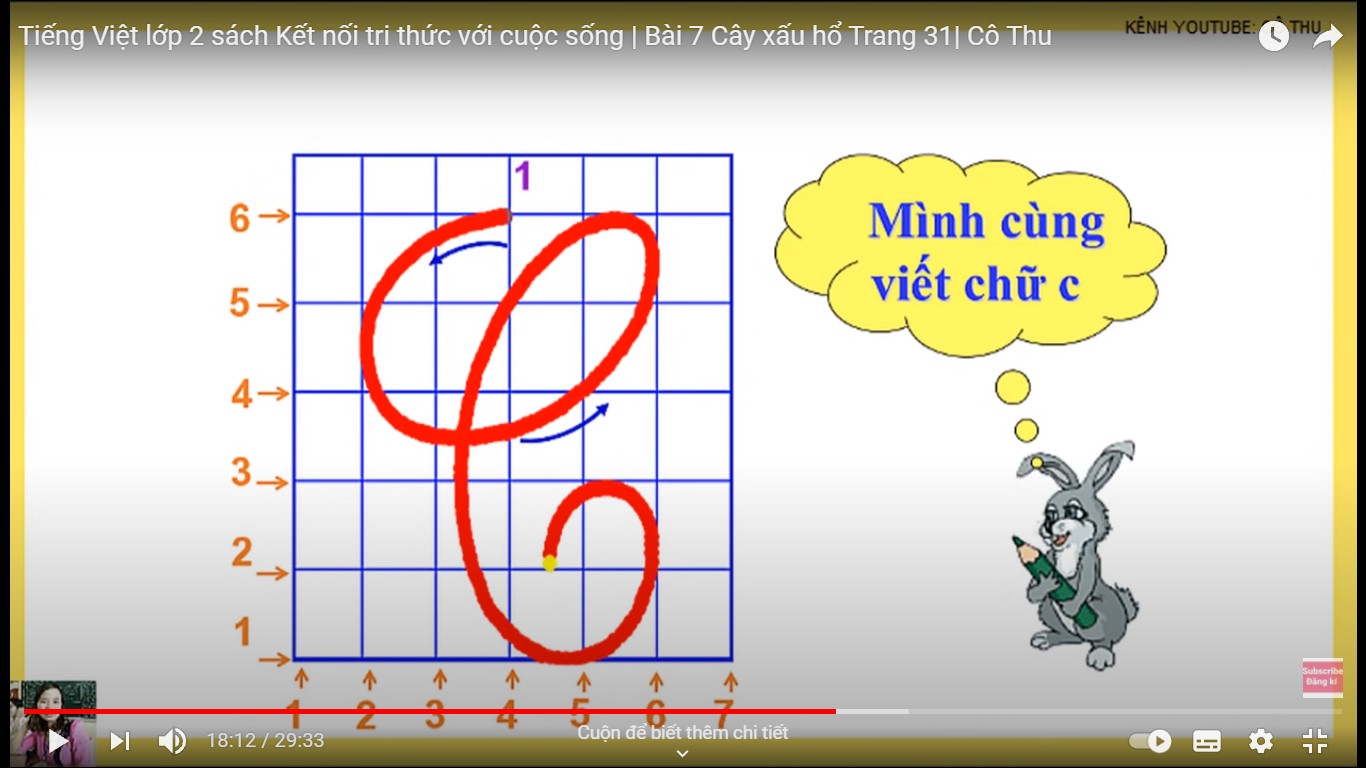 Tiếng Việt lớp 2 sách Kết nối tri thức với cuộc sống | Bài 7 Cây xấu hổ Trang 31| Cô Thu
KÊNH YOUTUBE: CÔ THU
1
6
5
4
3
2
1
1 2 3 4 5 6 7
Mình cùng
viết chữ c
Subscribe
Đăng kí
18:12 / 29:33
Cuộn để biết thêm chi tiết